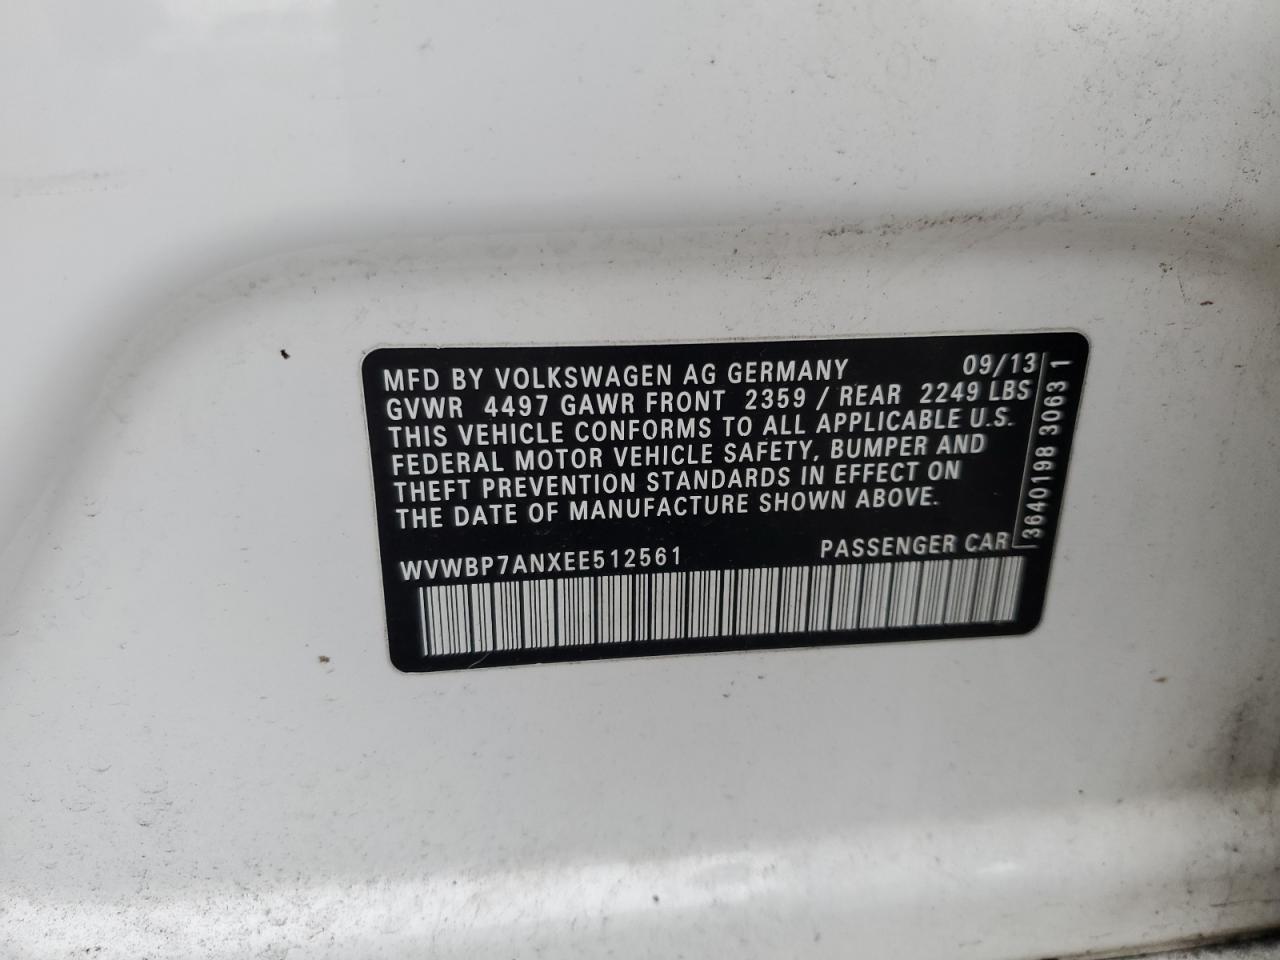 MFD BY VOLKSWAGEN AG GERMANY 09/13
GVWR 4497 GAWR FRONT 2359 / REAR 2249 LBS
THIS VEHICLE CONFORMS TO ALL APPLICABLE U.S.
FEDERAL MOTOR VEHICLE SAFETY, BUMPER AND
THEFT PREVENTION STANDARDS IN EFFECT ON
THE DATE OF MANUFACTURE SHOWN ABOVE.
WVWBP7ANXEE512561 PASSENGER CAR
3640198 3063 1